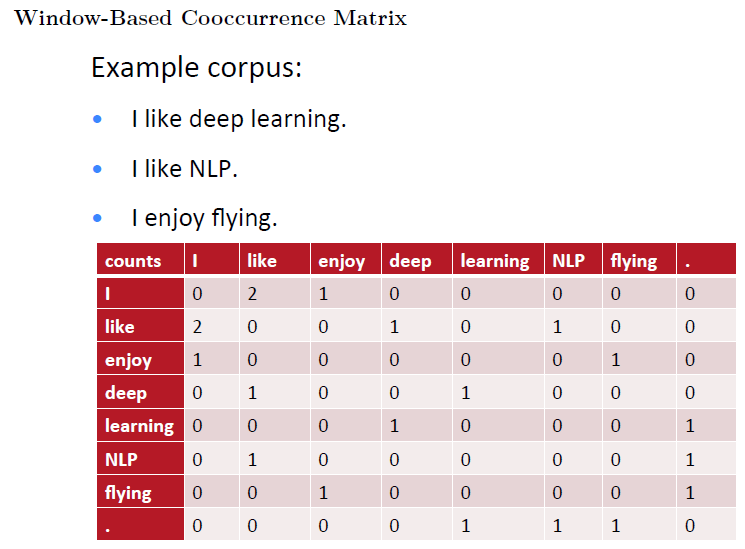 Window-Based Cooccurrence Matrix
Example corpus:
• I like deep learning.
• I like NLP.
• I enjoy flying.
counts I like enjoy deep learning NLP flying .
I 0 2 1 0 0 0 0 0
like 2 0 0 1 0 1 0 0
enjoy 1 0 0 0 0 0 1 0
deep 0 1 0 0 1 0 0 0
learning 0 0 0 1 0 0 0 1
NLP 0 1 0 0 0 0 0 1
flying 0 0 1 0 0 0 0 1
. 0 0 0 0 1 1 1 0